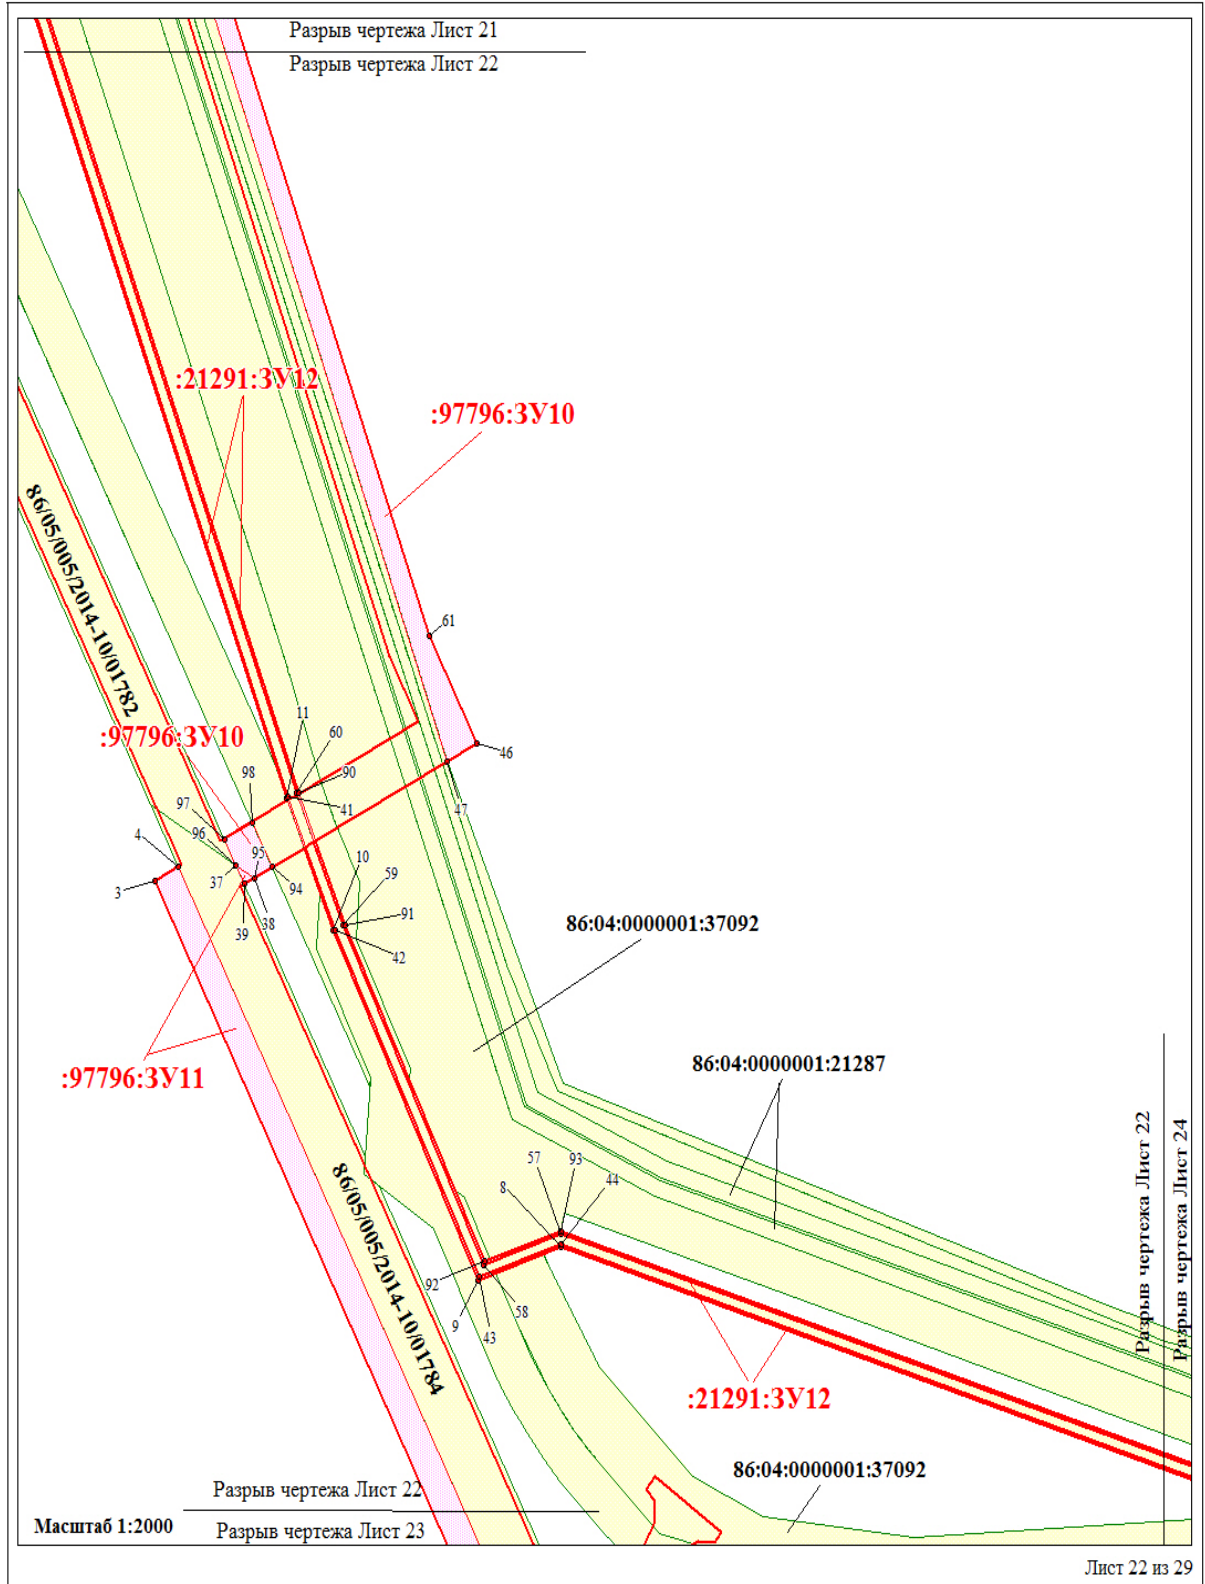 Разрыв чертежа Лист 21
Разрыв чертежа Лист 22
:21291:ЗУ12
:97796:ЗУ10
86/05/005/2014-10/01782
61
11
60
:97796:ЗУ10
46
98
90
47
41
97
96
4
95
10
59
3
37
94
38
39
91
42
86:04:0000001:37092
86:04:0000001:21287
:97796:ЗУ11
Разрыв чертежа Лист 22
Разрыв чертежа Лист 24
57
93
44
8
86/05/005/2014-10/01784
92
58
9
43
:21291:ЗУ12
86:04:0000001:37092
Разрыв чертежа Лист 22
Масштаб 1:2000
Разрыв чертежа Лист 23
Лист 22 из 29